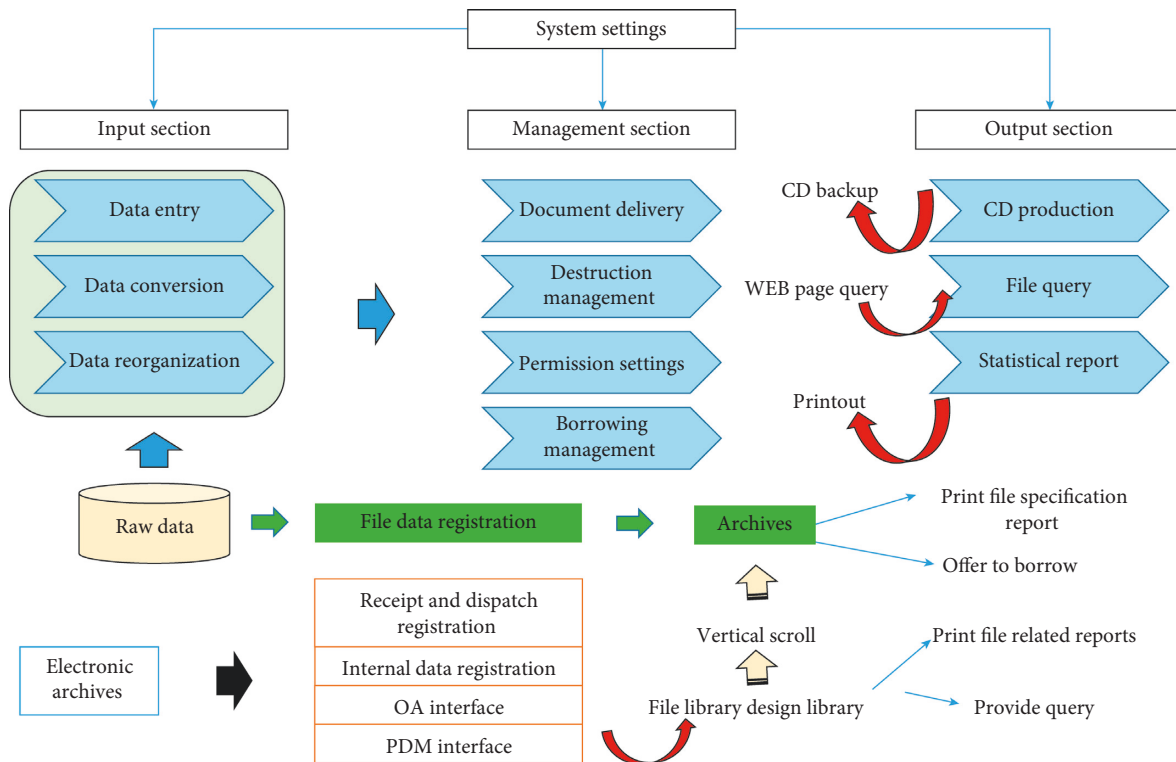 System settings
Input section
Management section
Output section
Data entry
Data conversion
Data reorganization
Document delivery
Destruction
management
Permission settings
Borrowing
management
CD backup
CD production
WEB page query
File query
Statistical report
Printout
Raw data
File data registration
Archives
Print file specification
report
Offer to borrow
Electronic
archives
Receipt and dispatch
registration
Internal data registration
OA interface
PDM interface
Vertical scroll
File library design library
Print file related reports
Provide query